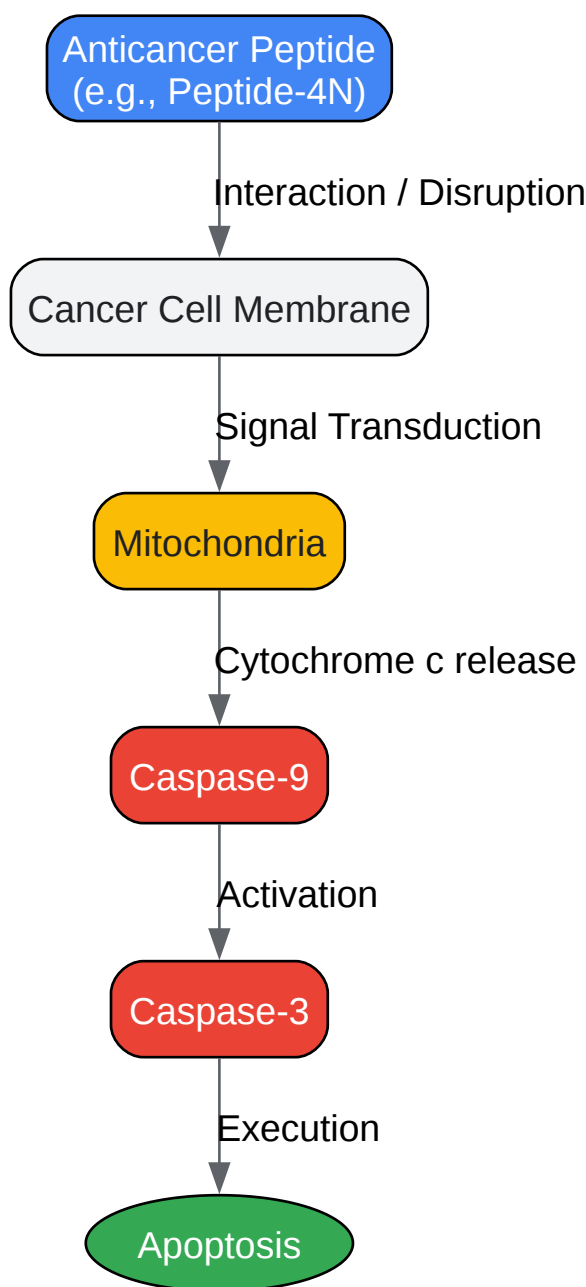 Anticancer Peptide
(e.g., Peptide-4N)
Interaction / Disruption
Cancer Cell Membrane
Signal Transduction
Mitochondria
Cytochrome c release
Caspase-9
Activation
Caspase-3
Execution
Apoptosis